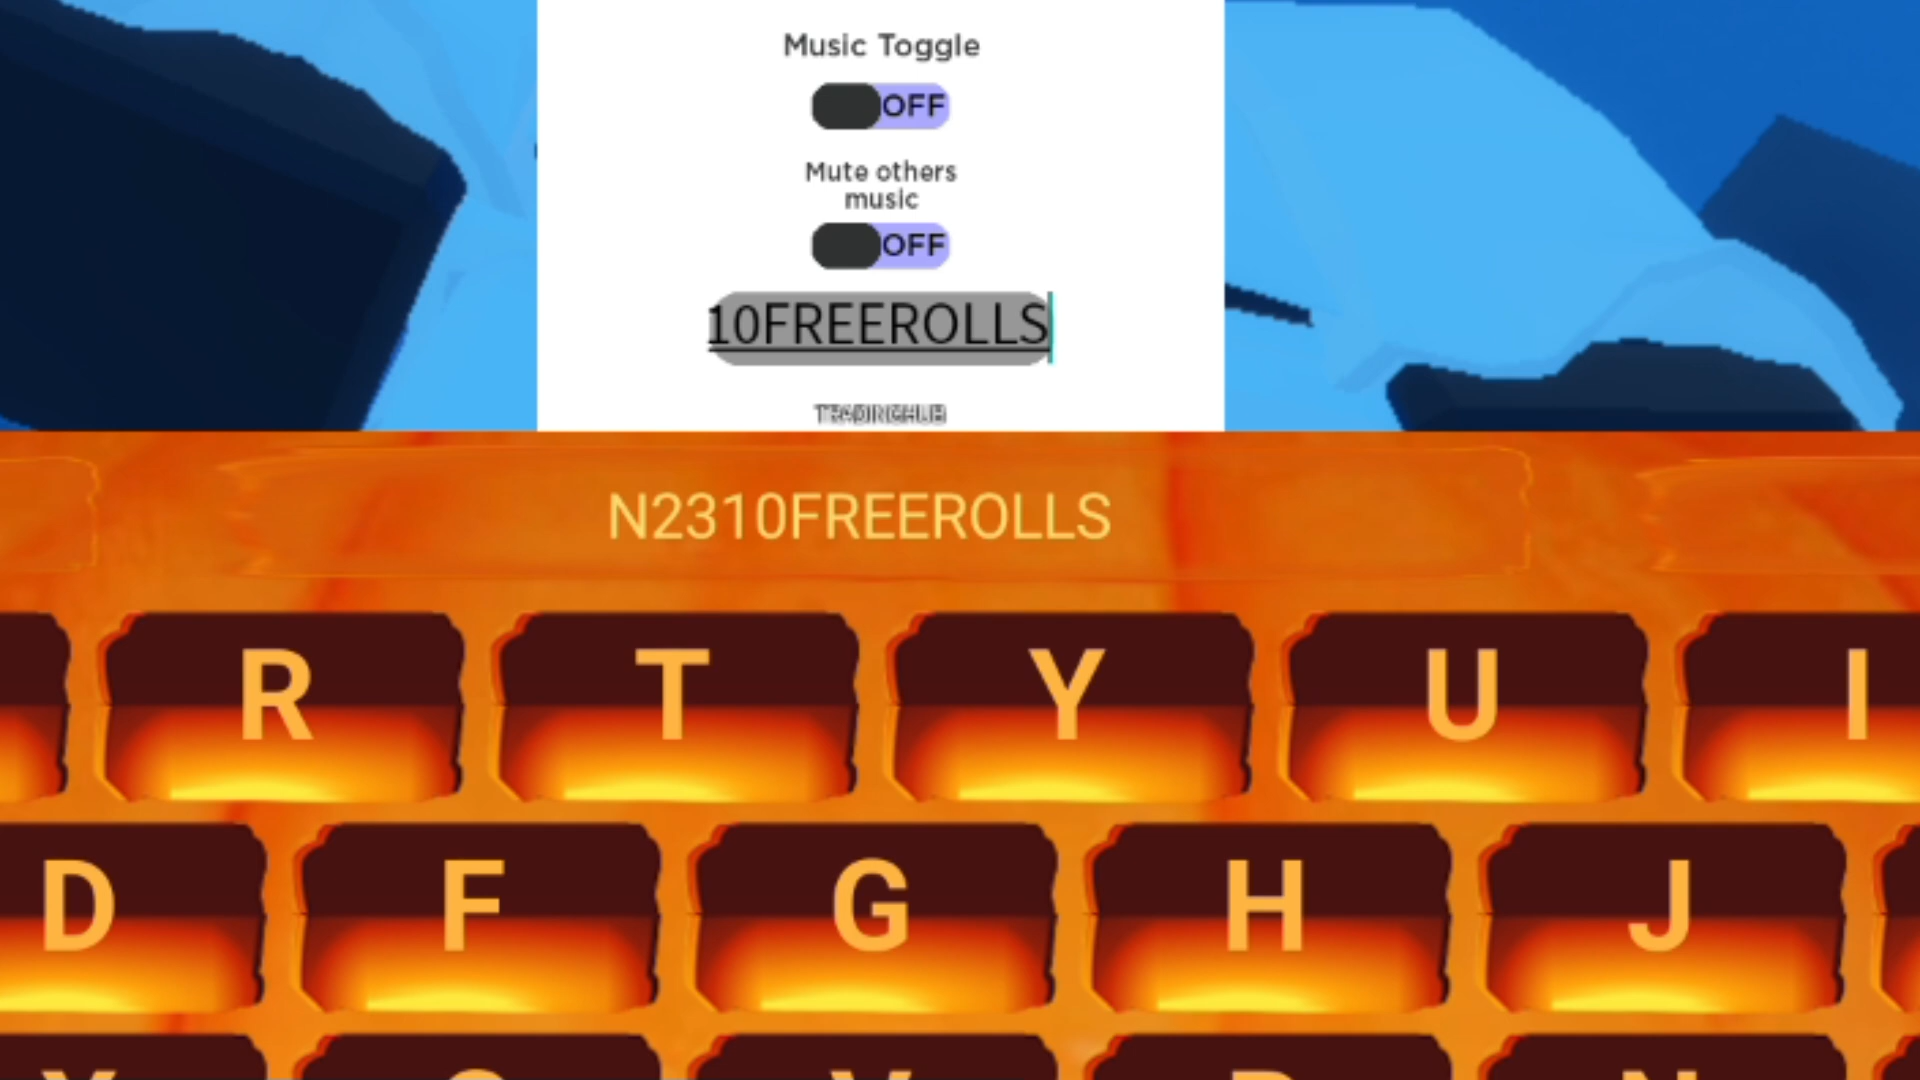 Music Toggle
OFF
Mute others
music
OFF
10FREEROLLS
N2310FREEROLLS
R T Y U I
D F G H J